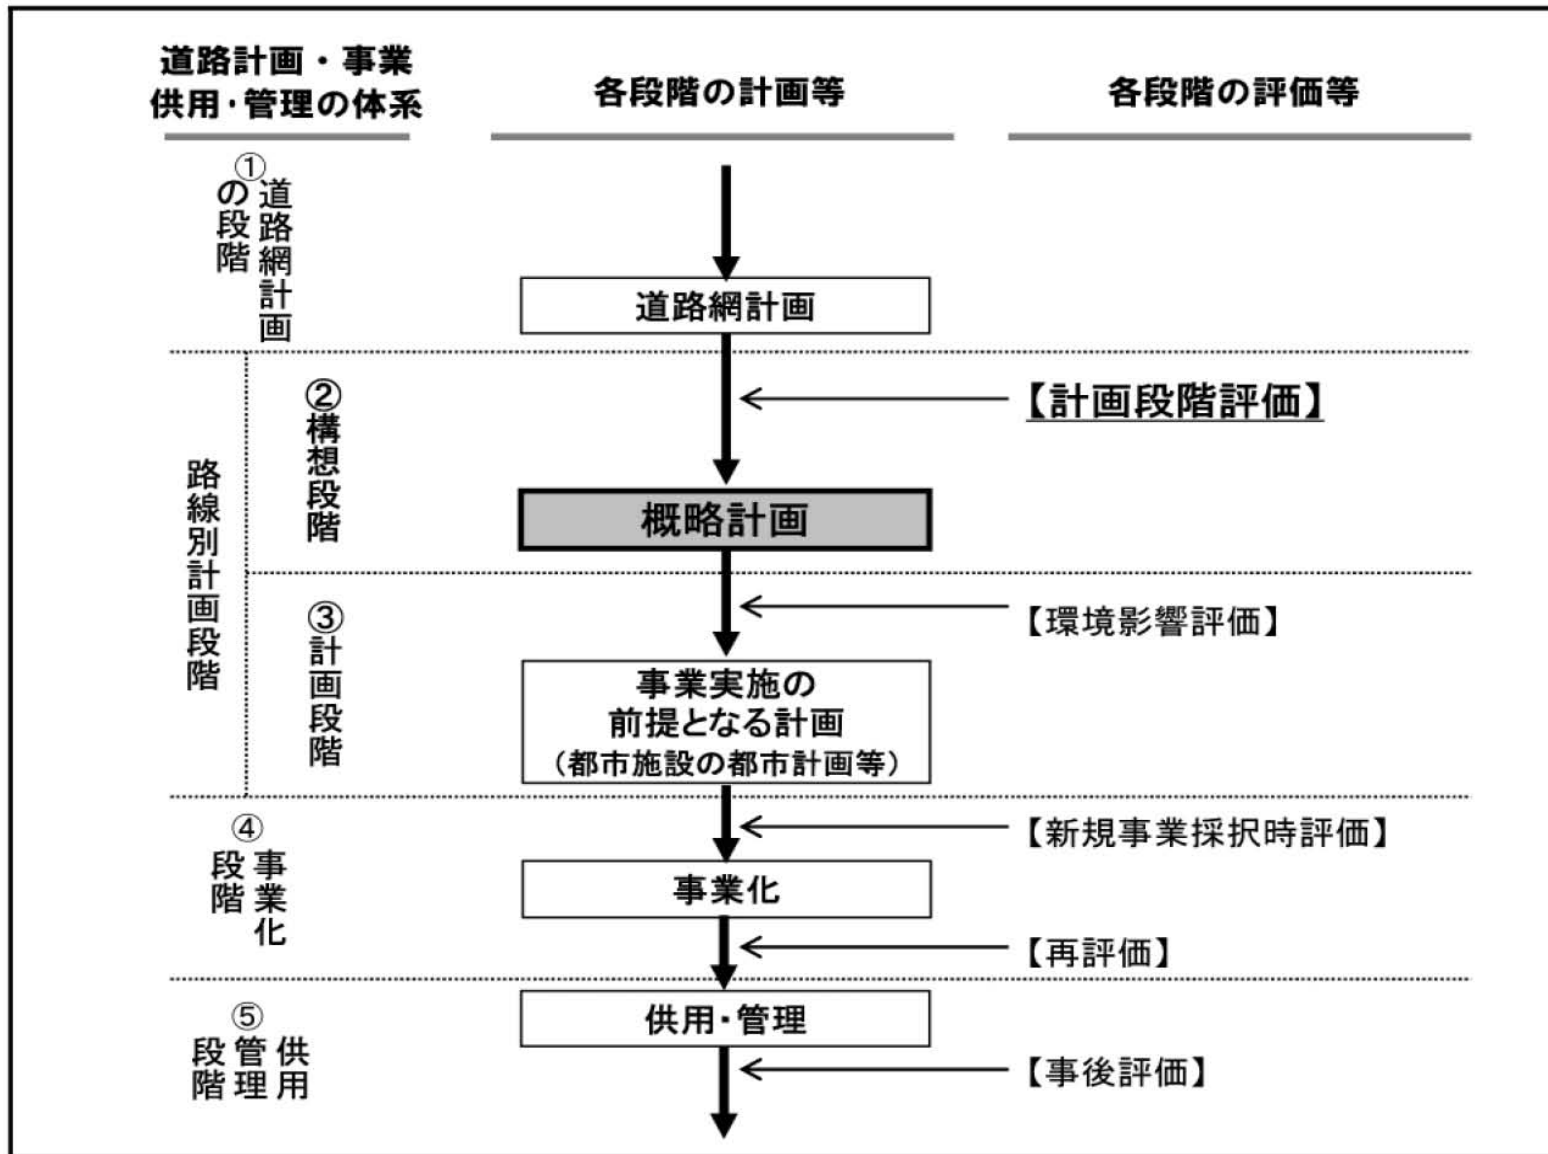 道路計画・事業
供用・管理の体系
各段階の計画等
各段階の評価等
①道路網計画
の段階
道路網計画
路線別計画段階
②構想段階
【計画段階評価】
概略計画
③計画段階
【環境影響評価】
事業実施の
前提となる計画
（都市施設の都市計画等）
④事業化
段階
【新規事業採択時評価】
事業化
【再評価】
⑤供用
管理
段階
供用・管理
【事後評価】